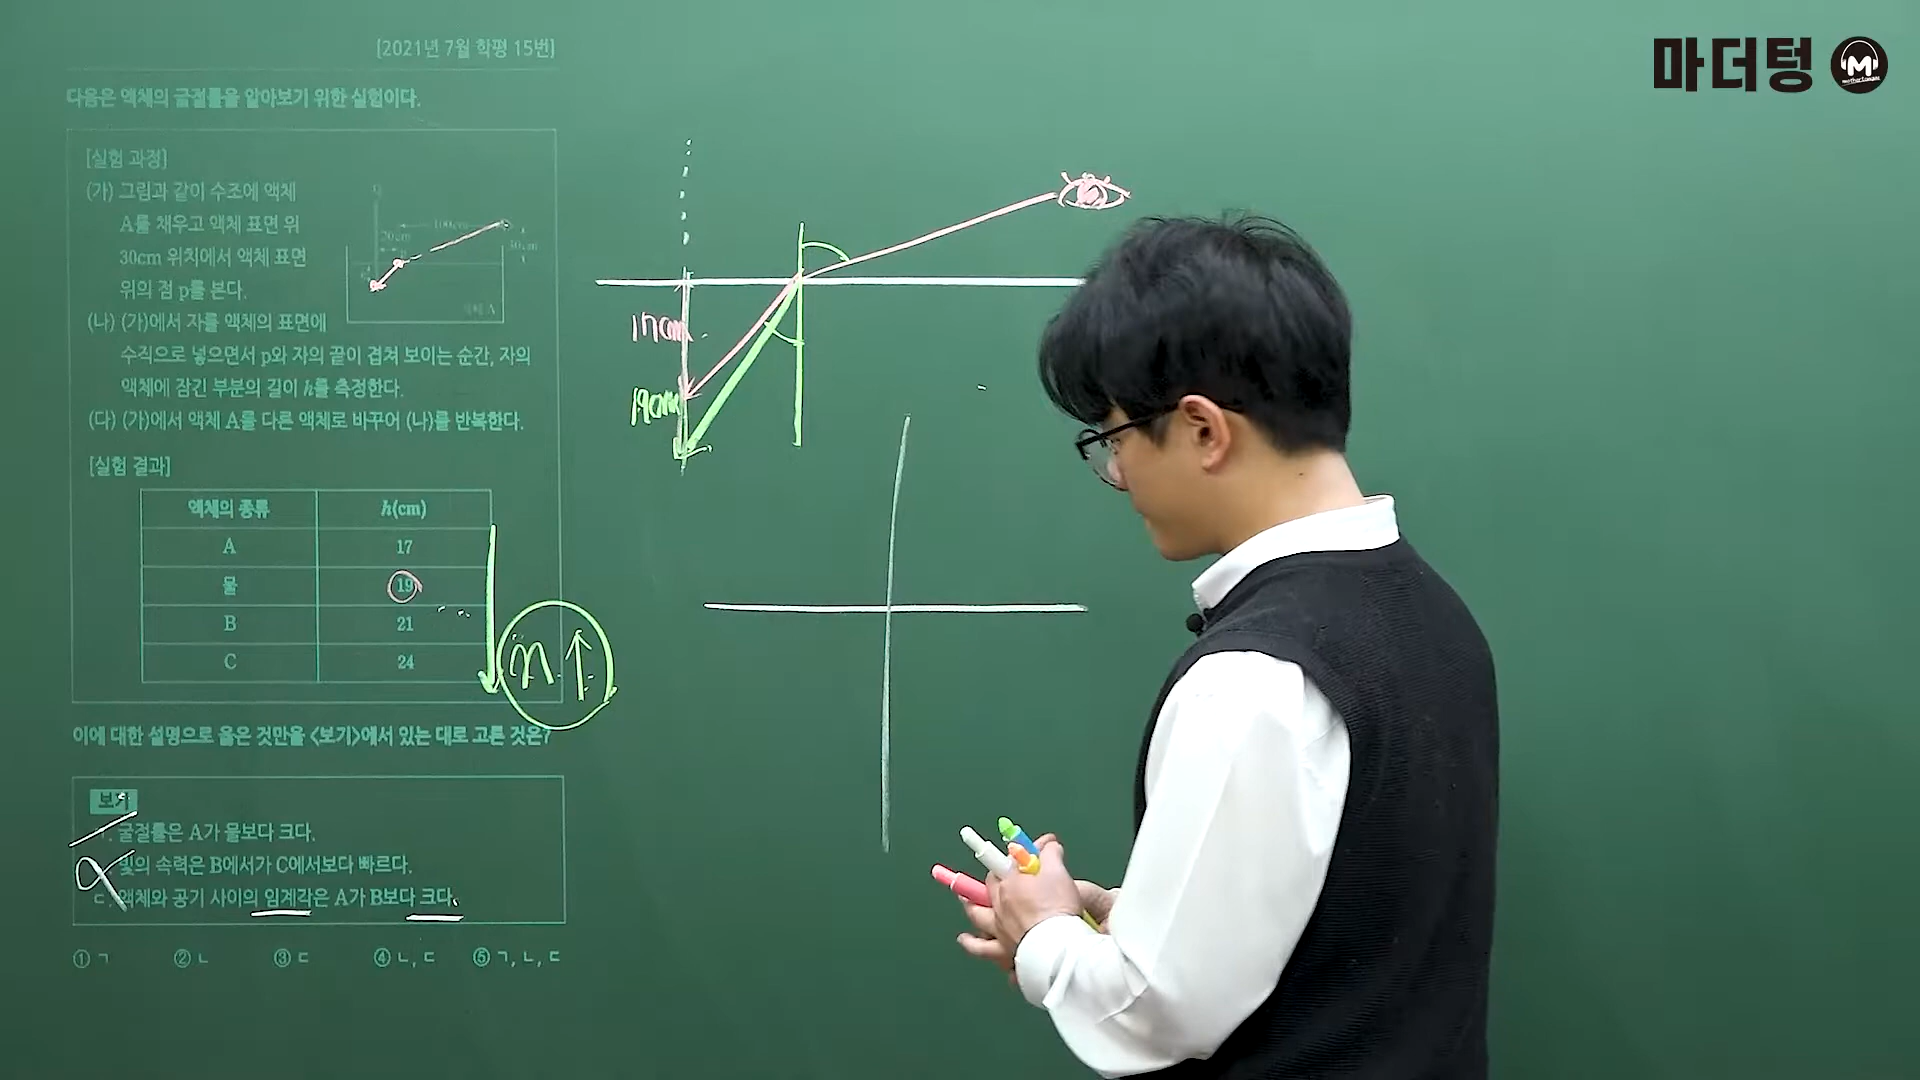 마더텅
[2021년 7월 학평 15번]
다음은 액체의 굴절률을 알아보기 위한 실험이다.
[실험 과정]
(가) 그림과 같이 수조에 액체
A를 채우고 액체 표면 위
30cm 위치에서 액체 표면
위의 점 p를 본다.
(나) (가)에서 자를 액체의 표면에
수직으로 넣으면서 p와 자의 끝이 겹쳐 보이는 순간, 자의
액체에 잠긴 부분의 길이 h를 측정한다.
(다) (가)에서 액체 A를 다른 액체로 바꾸어 (나)를 반복한다.
100cm
20cm
30cm
액체 A
[실험 결과]
액체의 종류 h(cm)
A 17
물 19
B 21
C 24
n↑
17cm
19cm
이에 대한 설명으로 옳은 것만을 <보기>에서 있는 대로 고른 것은?
보기
ㄱ. 굴절률은 A가 물보다 크다.
빛의 속력은 B에서가 C에서보다 빠르다.
ㄷ. 액체와 공기 사이의 임계각은 A가 B보다 크다.
① ㄱ ② ㄴ ③ ㄷ ④ ㄴ, ㄷ ⑤ ㄱ, ㄴ, ㄷ